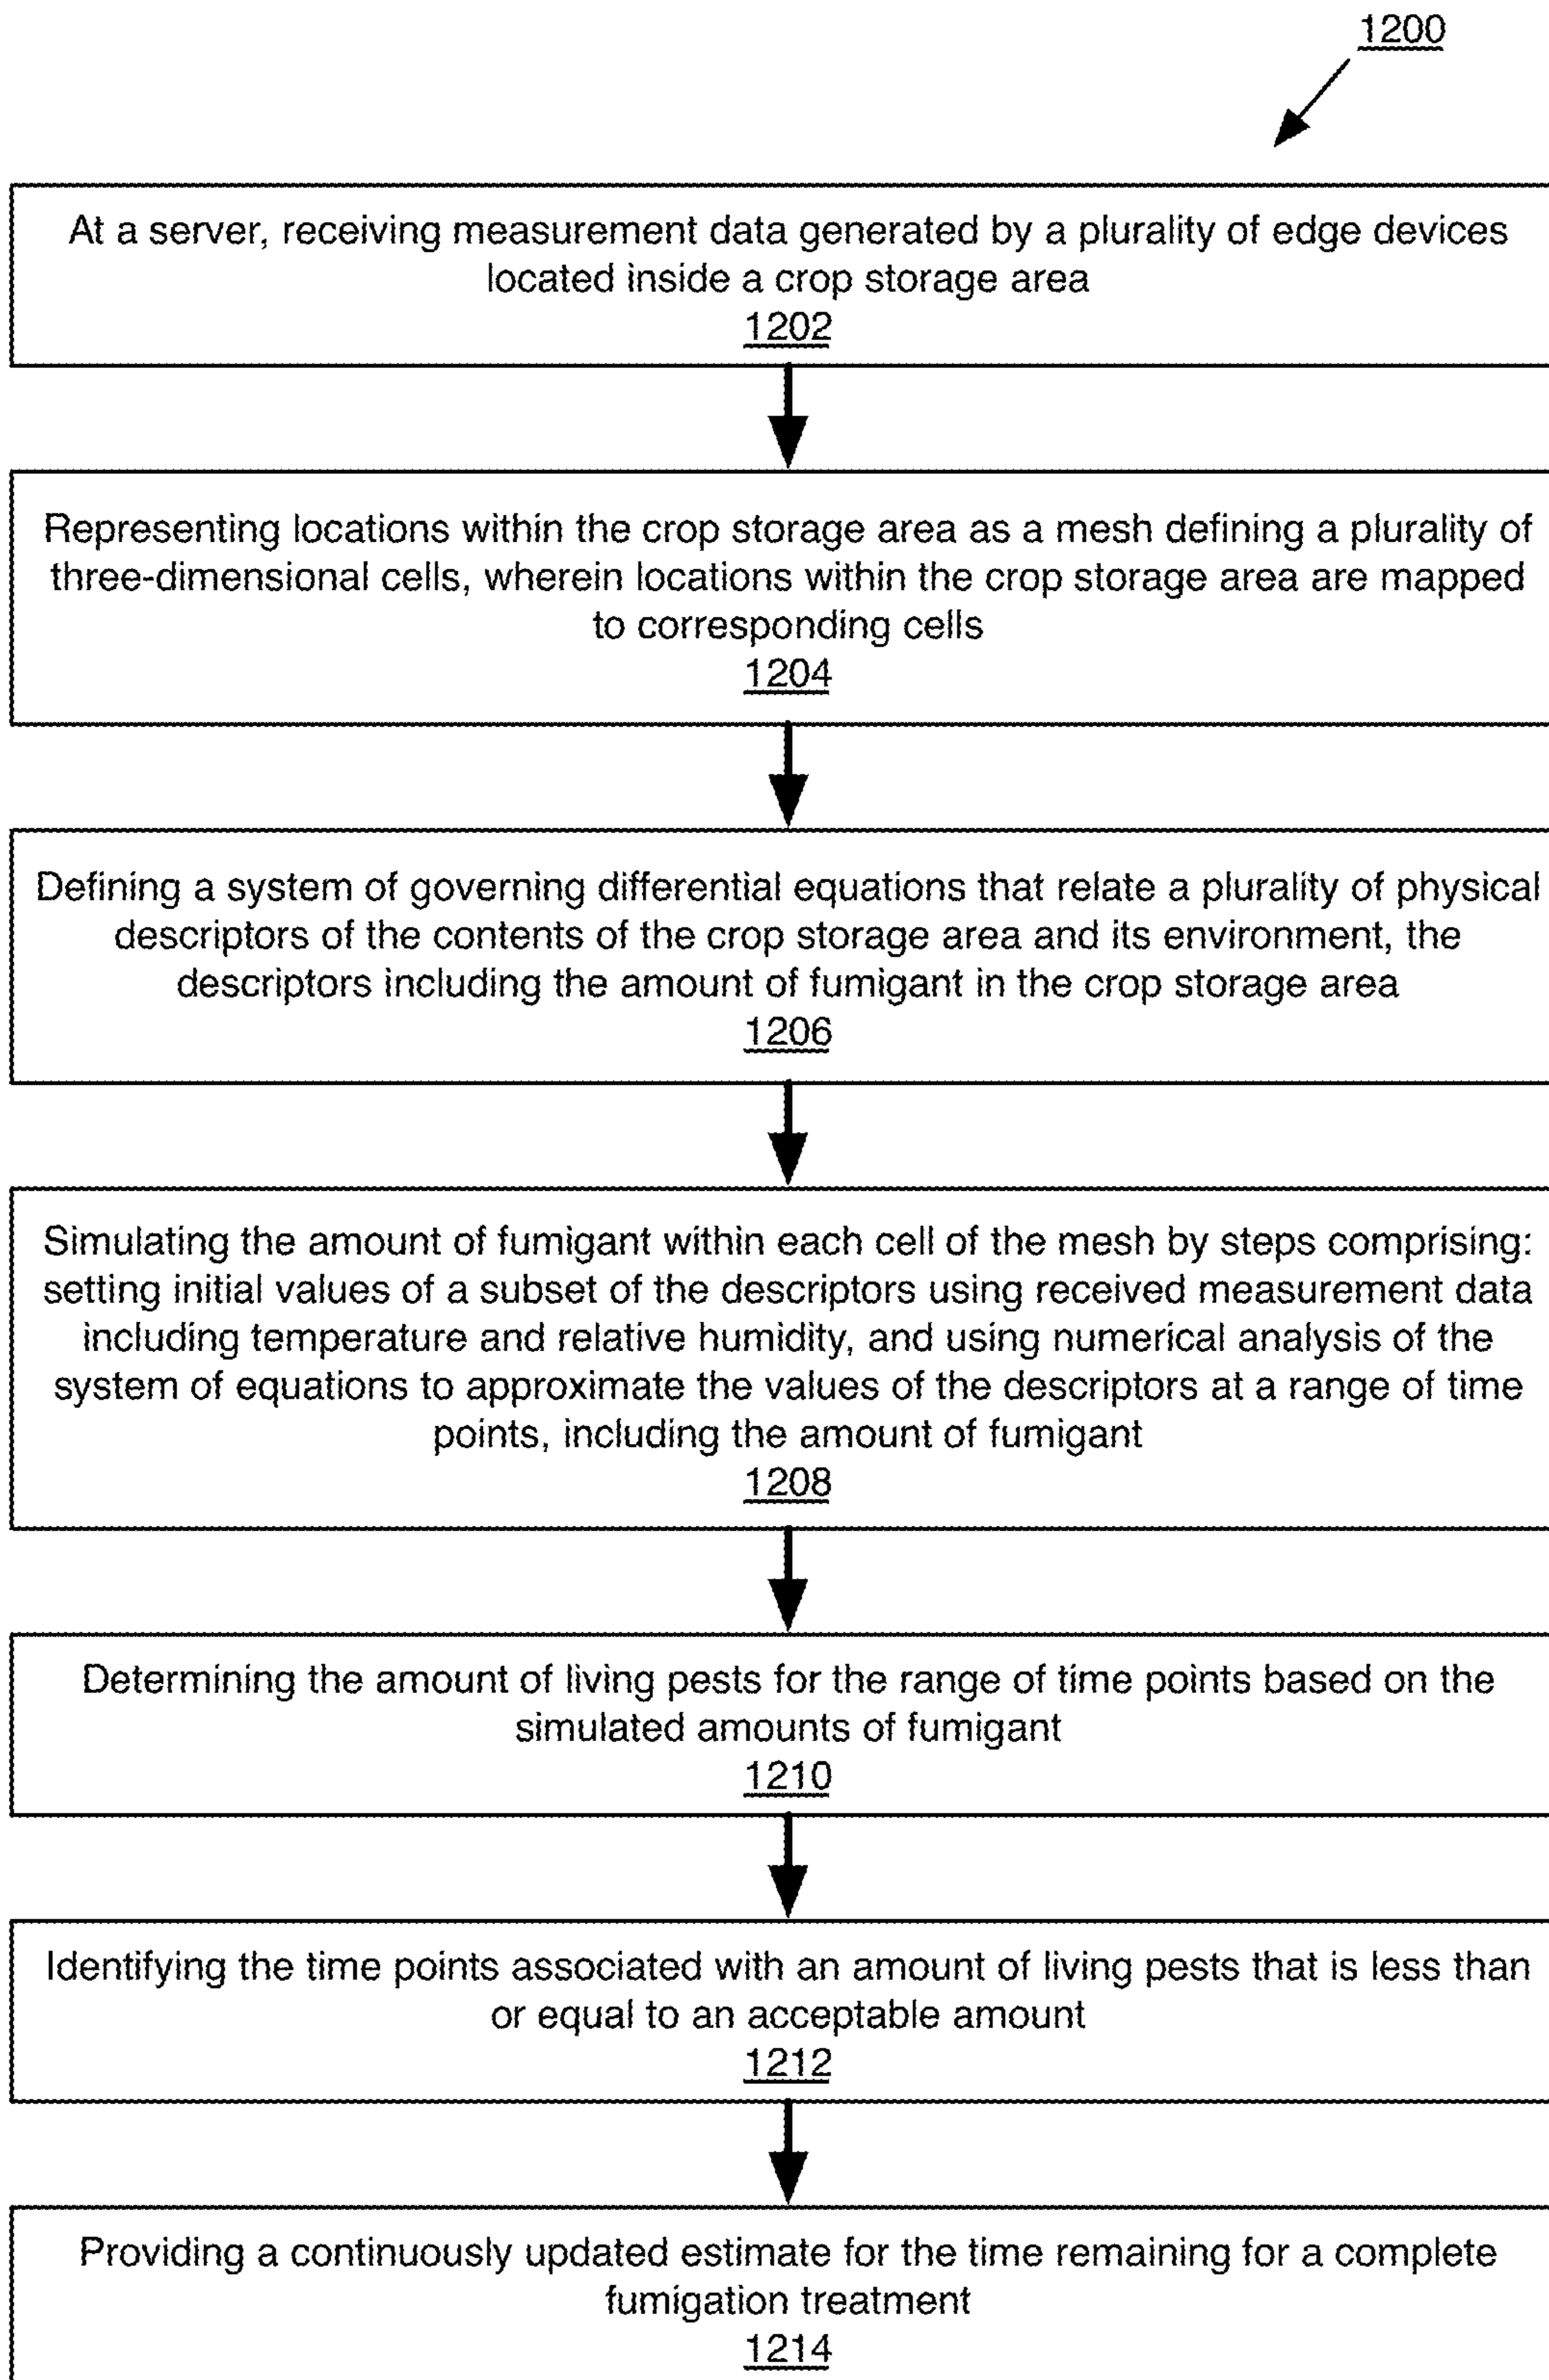 1200
At a server, receiving measurement data generated by a plurality of edge devices
located inside a crop storage area
1202
Representing locations within the crop storage area as a mesh defining a plurality of
three-dimensional cells, wherein locations within the crop storage area are mapped
to corresponding cells
1204
Defining a system of governing differential equations that relate a plurality of physical
descriptors of the contents of the crop storage area and its environment, the
descriptors including the amount of fumigant in the crop storage area
1206
Simulating the amount of fumigant within each cell of the mesh by steps comprising:
setting initial values of a subset of the descriptors using received measurement data
including temperature and relative humidity, and using numerical analysis of the
system of equations to approximate the values of the descriptors at a range of time
points, including the amount of fumigant
1208
Determining the amount of living pests for the range of time points based on the
simulated amounts of fumigant
1210
Identifying the time points associated with an amount of living pests that is less than
or equal to an acceptable amount
1212
Providing a continuously updated estimate for the time remaining for a complete
fumigation treatment
1214